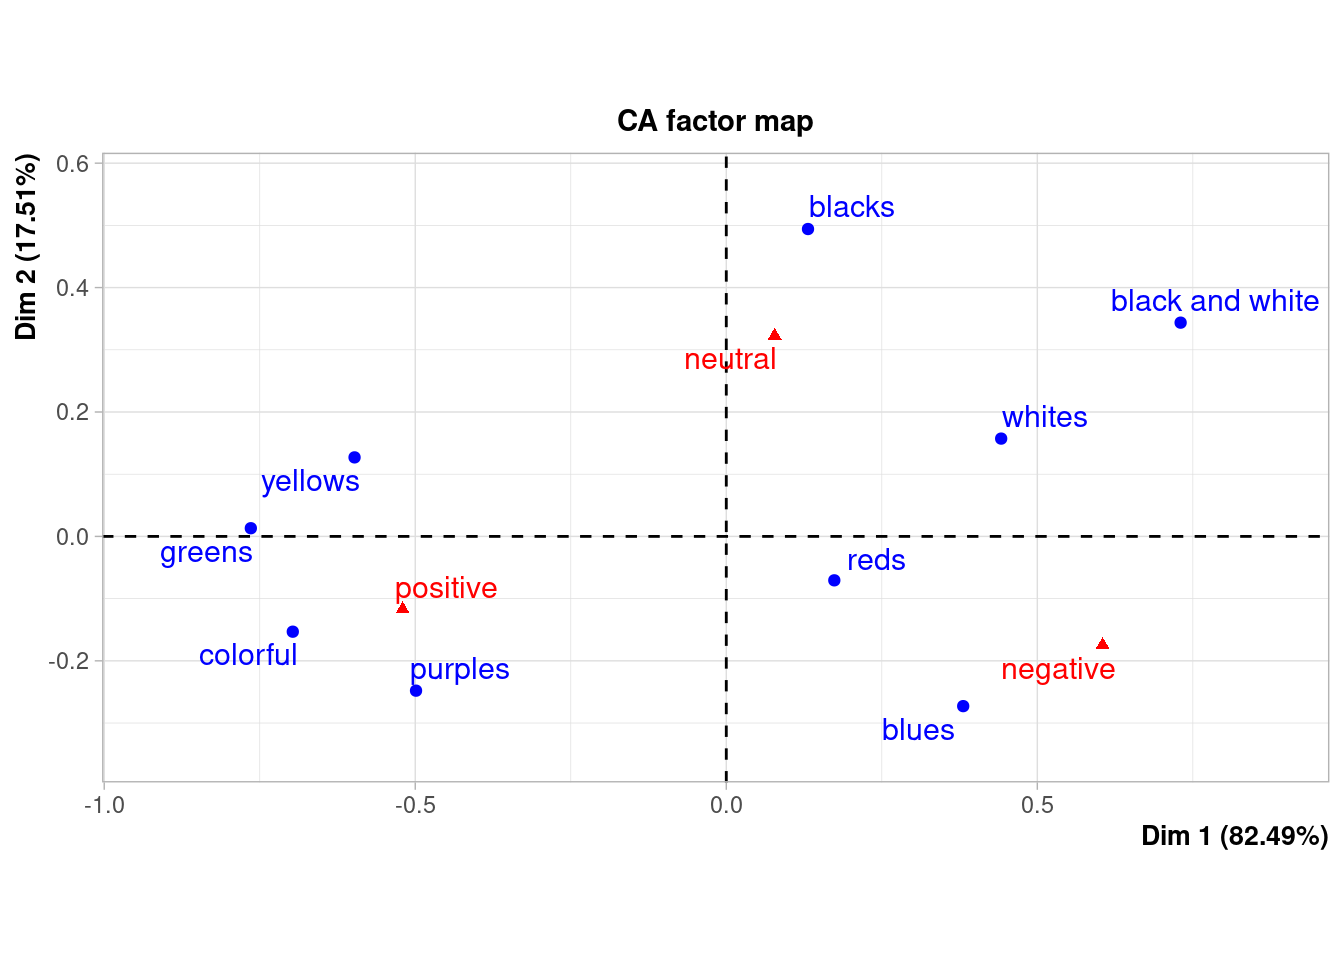 CA factor map
Dim 2 (17.51%)
0.6
0.4
0.2
0.0
-0.2
blacks
black and white
neutral
whites
yellows
greens
reds
positive
colorful
purples
negative
blues
-1.0
-0.5
0.0
0.5
Dim 1 (82.49%)